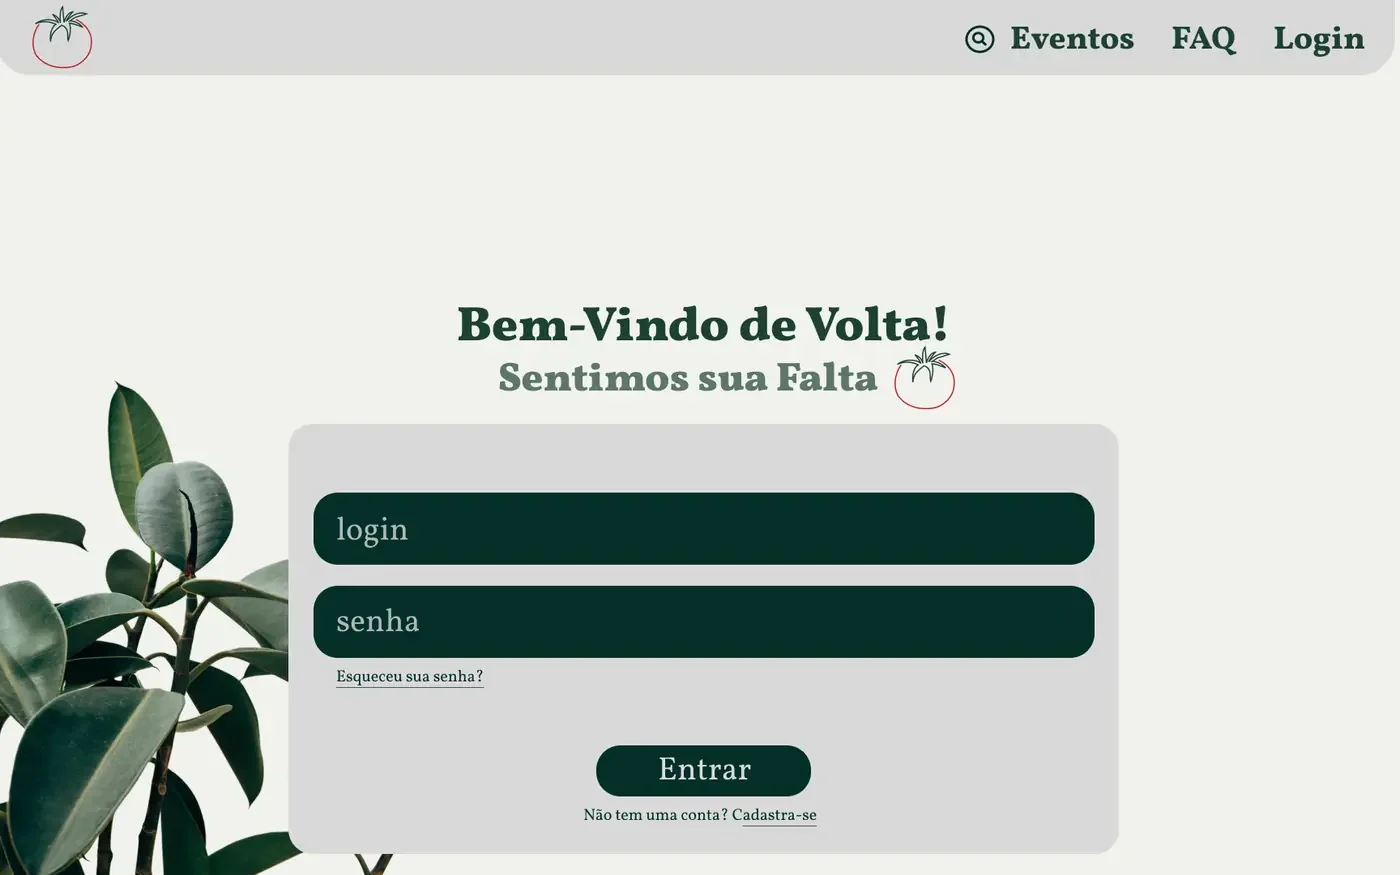 Eventos FAQ Login
Bem-Vindo de Volta!
Sentimos sua Falta
login
senha
Esqueceu sua senha?
Entrar
Não tem uma conta? Cadastra-se